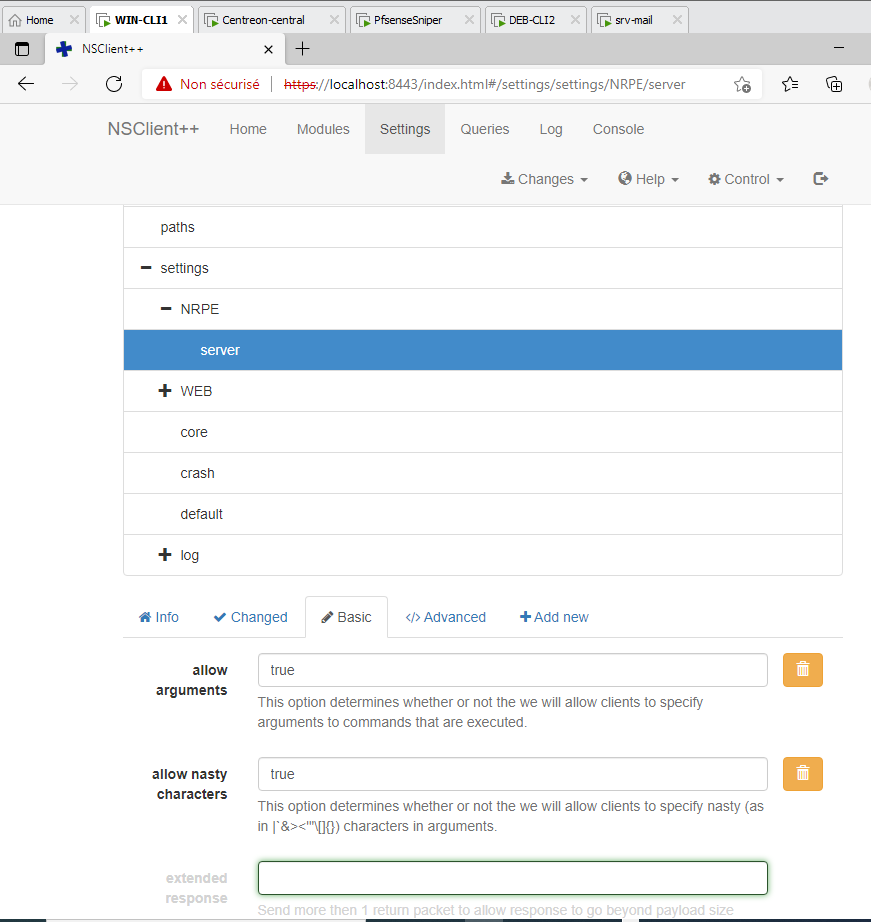 Home
WIN-CLI1
Centreon-central
PfsenseSniper
DEB-CLI2
srv-mail
NSClient++
Non sécurisé
https://localhost:8443/index.html#/settings/settings/NRPE/server
NSClient++
Home
Modules
Settings
Queries
Log
Console
Changes
Help
Control
paths
settings
NRPE
server
WEB
core
crash
default
log
Info
Changed
Basic
</> Advanced
Add new
allow
arguments
true
This option determines whether or not the we will allow clients to specify
arguments to commands that are executed.
allow nasty
characters
true
This option determines whether or not the we will allow clients to specify nasty (as
in |`&><'"\[]{}) characters in arguments.
extended
response
Send more then 1 return packet to allow response to go beyond payload size